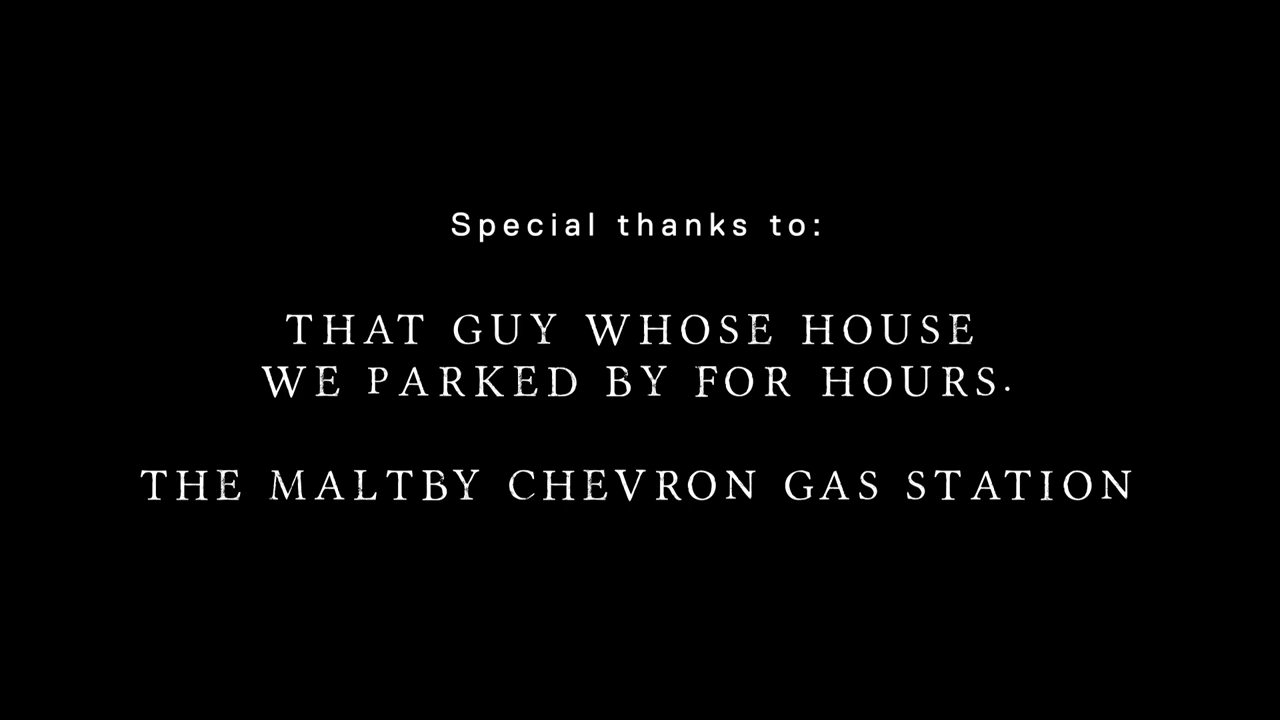 Special thanks to:
THAT GUY WHOSE HOUSE
WE PARKED BY FOR HOURS.
THE MALTBY CHEVRON GAS STATION